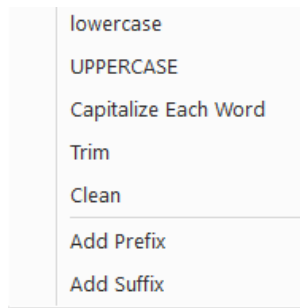 lowercase
UPPERCASE
Capitalize Each Word
Trim
Clean
Add Prefix
Add Suffix